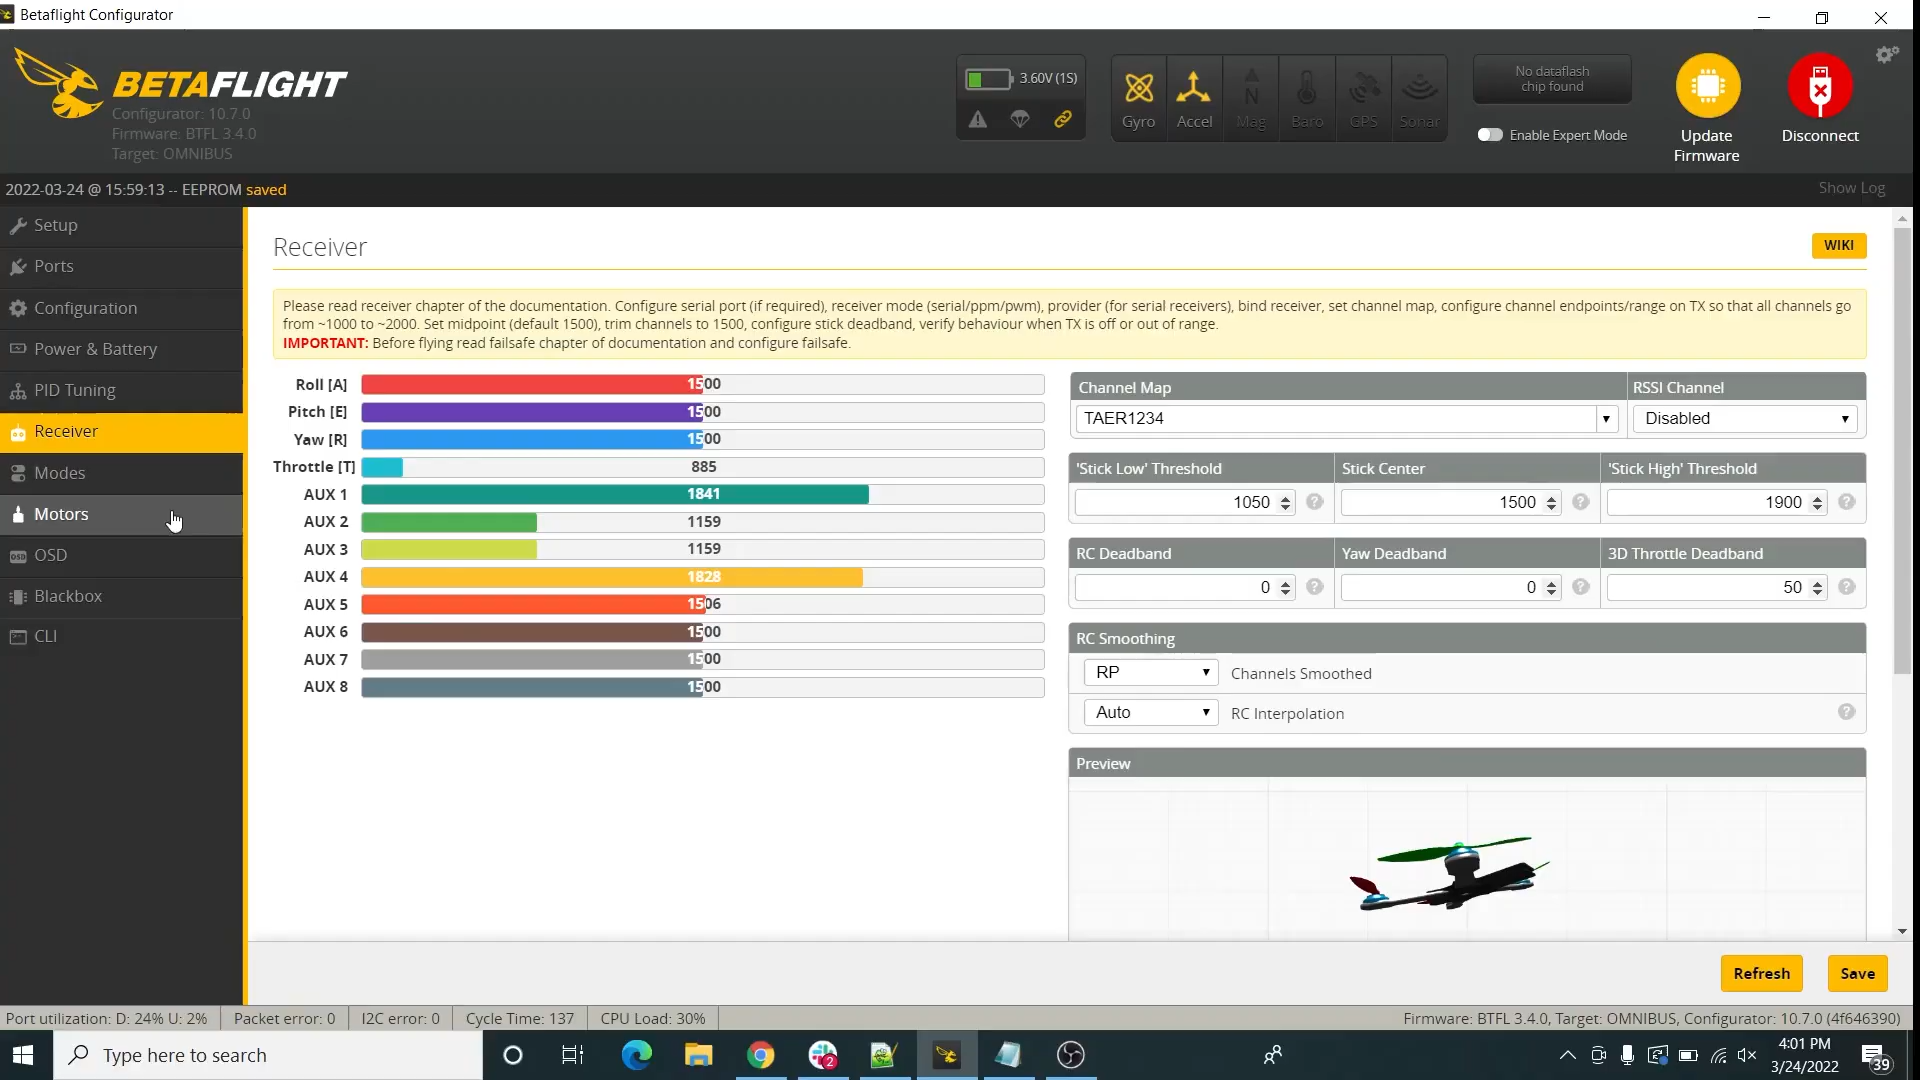 Betaflight Configurator
BETAFLIGHT
Configurator: 10.7.0
Firmware: BTFL 3.4.0
Target: OMNIBUS
3.60V (1S)
Gyro
Accel
Mag
Baro
GPS
Sonar
No dataflash
chip found
Enable Expert Mode
Update
Firmware
Disconnect
2022-03-24 @ 15:59:13 -- EEPROM saved
Show Log
Setup
Ports
Configuration
Power & Battery
PID Tuning
Receiver
Modes
Motors
OSD OSD
Blackbox
CLI
Receiver
WIKI
Please read receiver chapter of the documentation. Configure serial port (if required), receiver mode (serial/ppm/pwm), provider (for serial receivers), bind receiver, set channel map, configure channel endpoints/range on TX so that all channels go
from ~1000 to ~2000. Set midpoint (default 1500), trim channels to 1500, configure stick deadband, verify behaviour when TX is off or out of range.
IMPORTANT: Before flying read failsafe chapter of documentation and configure failsafe.
Roll [A] 1500
Pitch [E] 1500
Yaw [R] 1500
Throttle [T] 885
AUX 1 1841
AUX 2 1159
AUX 3 1159
AUX 4 1828
AUX 5 1506
AUX 6 1500
AUX 7 1500
AUX 8 1500
Channel Map RSSI Channel
TAER1234 Disabled
'Stick Low' Threshold Stick Center 'Stick High' Threshold
1050 ? 1500 ? 1900 ?
RC Deadband Yaw Deadband 3D Throttle Deadband
0 ? 0 ? 50 ?
RC Smoothing
RP Channels Smoothed
Auto RC Interpolation ?
Preview
Refresh Save
Port utilization: D: 24% U: 2% Packet error: 0 I2C error: 0 Cycle Time: 137 CPU Load: 30% Firmware: BTFL 3.4.0, Target: OMNIBUS, Configurator: 10.7.0 (4f646390)
Type here to search
2
4:01 PM
3/24/2022
39